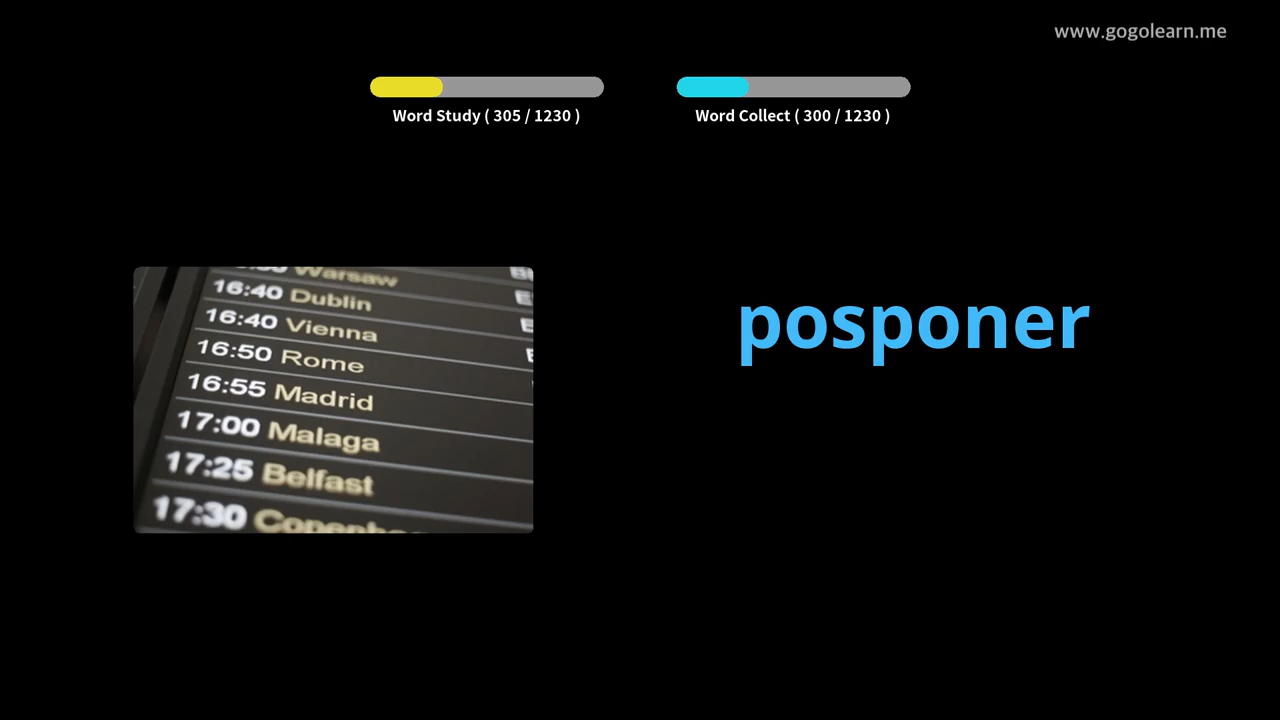 www.gogolearn.me
Word Study ( 305 / 1230 )
Word Collect ( 300 / 1230 )
Warsaw
16:40 Dublin
16:40 Vienna
16:50 Rome
16:55 Madrid
17:00 Malaga
17:25 Belfast
17:30
posponer